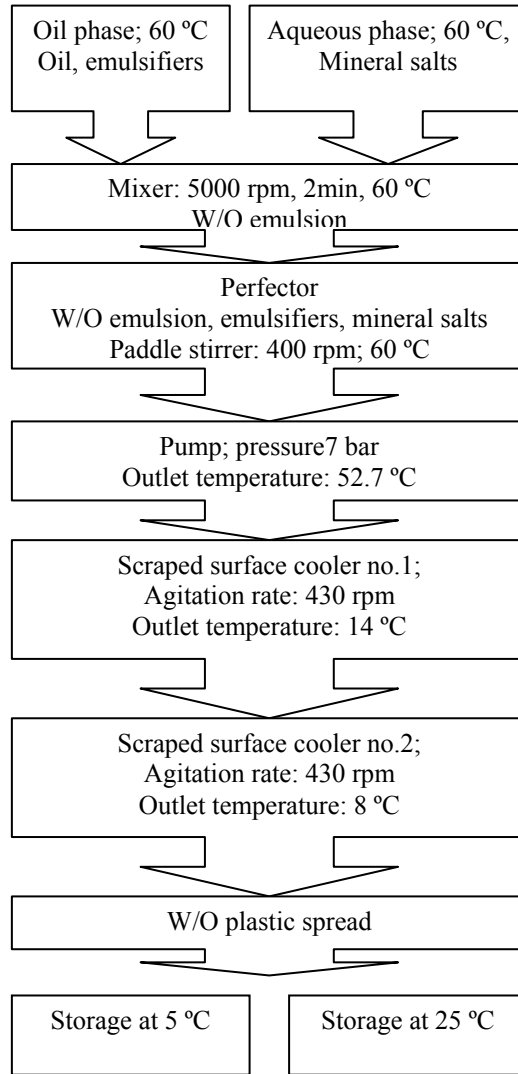 Oil phase; 60 ºC
Oil, emulsifiers
Aqueous phase; 60 ºC,
Mineral salts
Mixer: 5000 rpm, 2min, 60 ºC
W/O emulsion
Perfector
W/O emulsion, emulsifiers, mineral salts
Paddle stirrer: 400 rpm; 60 ºC
Pump; pressure7 bar
Outlet temperature: 52.7 ºC
Scraped surface cooler no.1;
Agitation rate: 430 rpm
Outlet temperature: 14 ºC
Scraped surface cooler no.2;
Agitation rate: 430 rpm
Outlet temperature: 8 ºC
W/O plastic spread
Storage at 5 ºC
Storage at 25 ºC